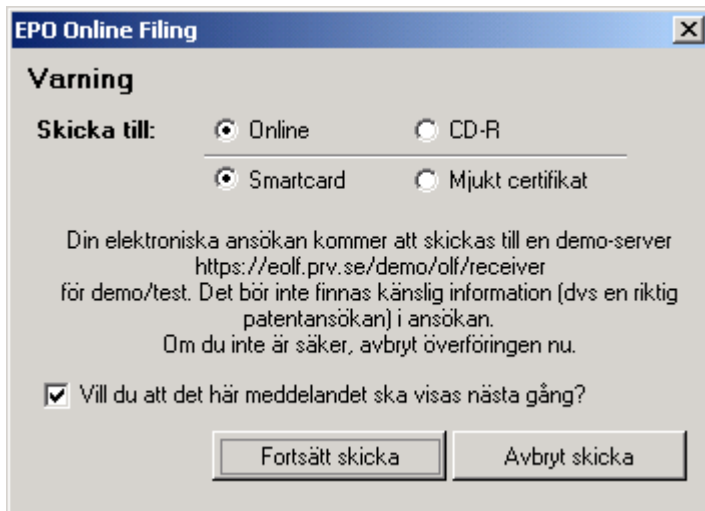 EPO Online Filing
Varning
Skicka till: Online CD-R
Smartcard Mjukt certifikat
Din elektroniska ansökan kommer att skickas till en demo-server
https://eolf.prv.se/demo/olf/receiver
för demo/test. Det bör inte finnas känslig information (dvs en riktig
patentansökan) i ansökan.
Om du inte är säker, avbryt överföringen nu.
Vill du att det här meddelandet ska visas nästa gång?
Fortsätt skicka Avbryt skicka